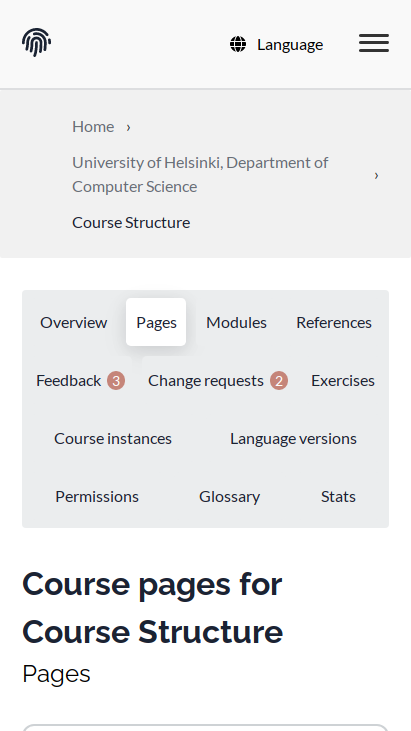 Language
Home ›
University of Helsinki, Department of
Computer Science ›
Course Structure
Overview Pages Modules References
Feedback 3 Change requests 2 Exercises
Course instances Language versions
Permissions Glossary Stats
Course pages for
Course Structure
Pages